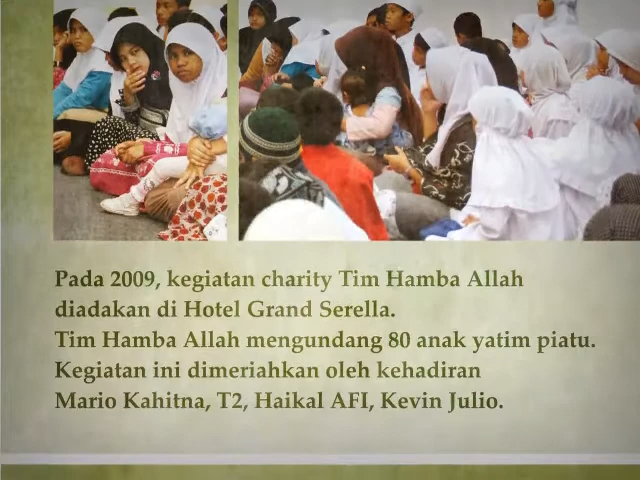 Pada 2009, kegiatan charity Tim Hamba Allah
diadakan di Hotel Grand Serella.
Tim Hamba Allah mengundang 80 anak yatim piatu.
Kegiatan ini dimeriahkan oleh kehadiran
Mario Kahitna, T2, Haikal AFI, Kevin Julio.